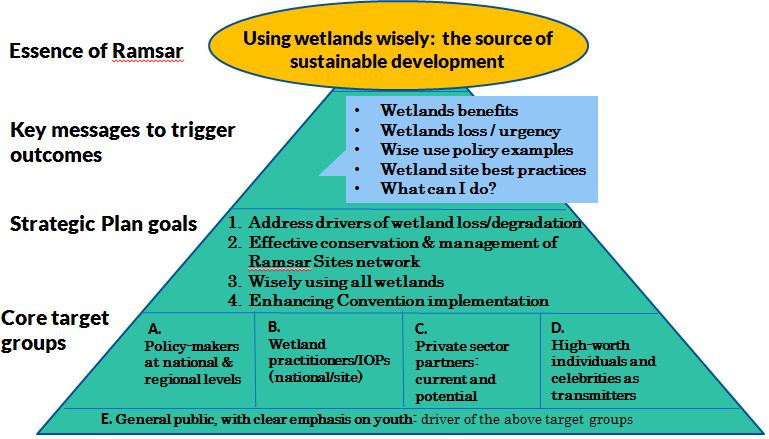 Essence of Ramsar
Using wetlands wisely: the source of
sustainable development
Key messages to trigger
outcomes
• Wetlands benefits
• Wetlands loss / urgency
• Wise use policy examples
• Wetland site best practices
• What can I do?
Strategic Plan goals
1. Address drivers of wetland loss/degradation
2. Effective conservation & management of
Ramsar Sites network
3. Wisely using all wetlands
4. Enhancing Convention implementation
Core target
groups
A.
Policy-makers
at national &
regional levels
B.
Wetland
practitioners/IOPs
(national/site)
C.
Private sector
partners:
current and
potential
D.
High-worth
individuals and
celebrities as
transmitters
E. General public, with clear emphasis on youth: driver of the above target groups